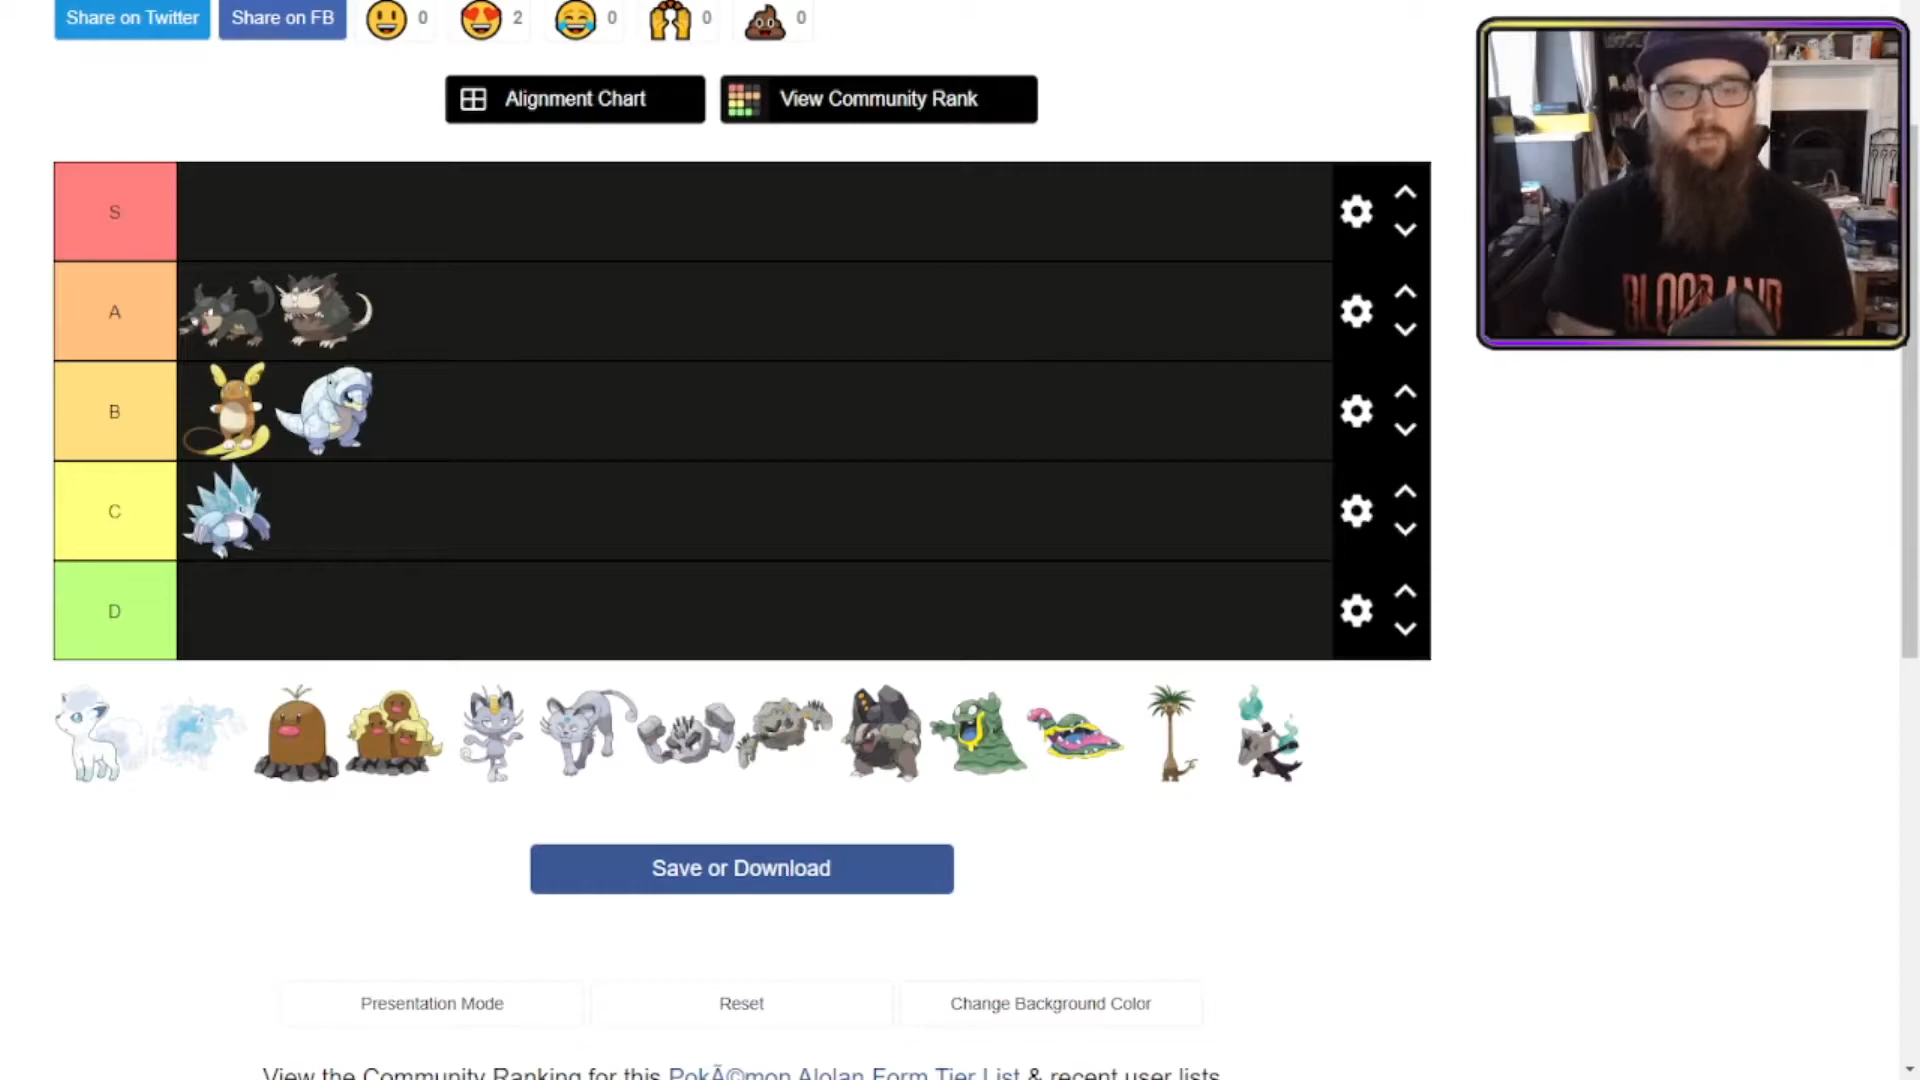 Share on Twitter
Share on FB
0
2
0
0
0
Alignment Chart
View Community Rank
S
A
B
C
D
BLOOD AND
Save or Download
Presentation Mode
Reset
Change Background Color
View the Community Ranking for this PokÃ©mon Alolan Form Tier List & recent user lists